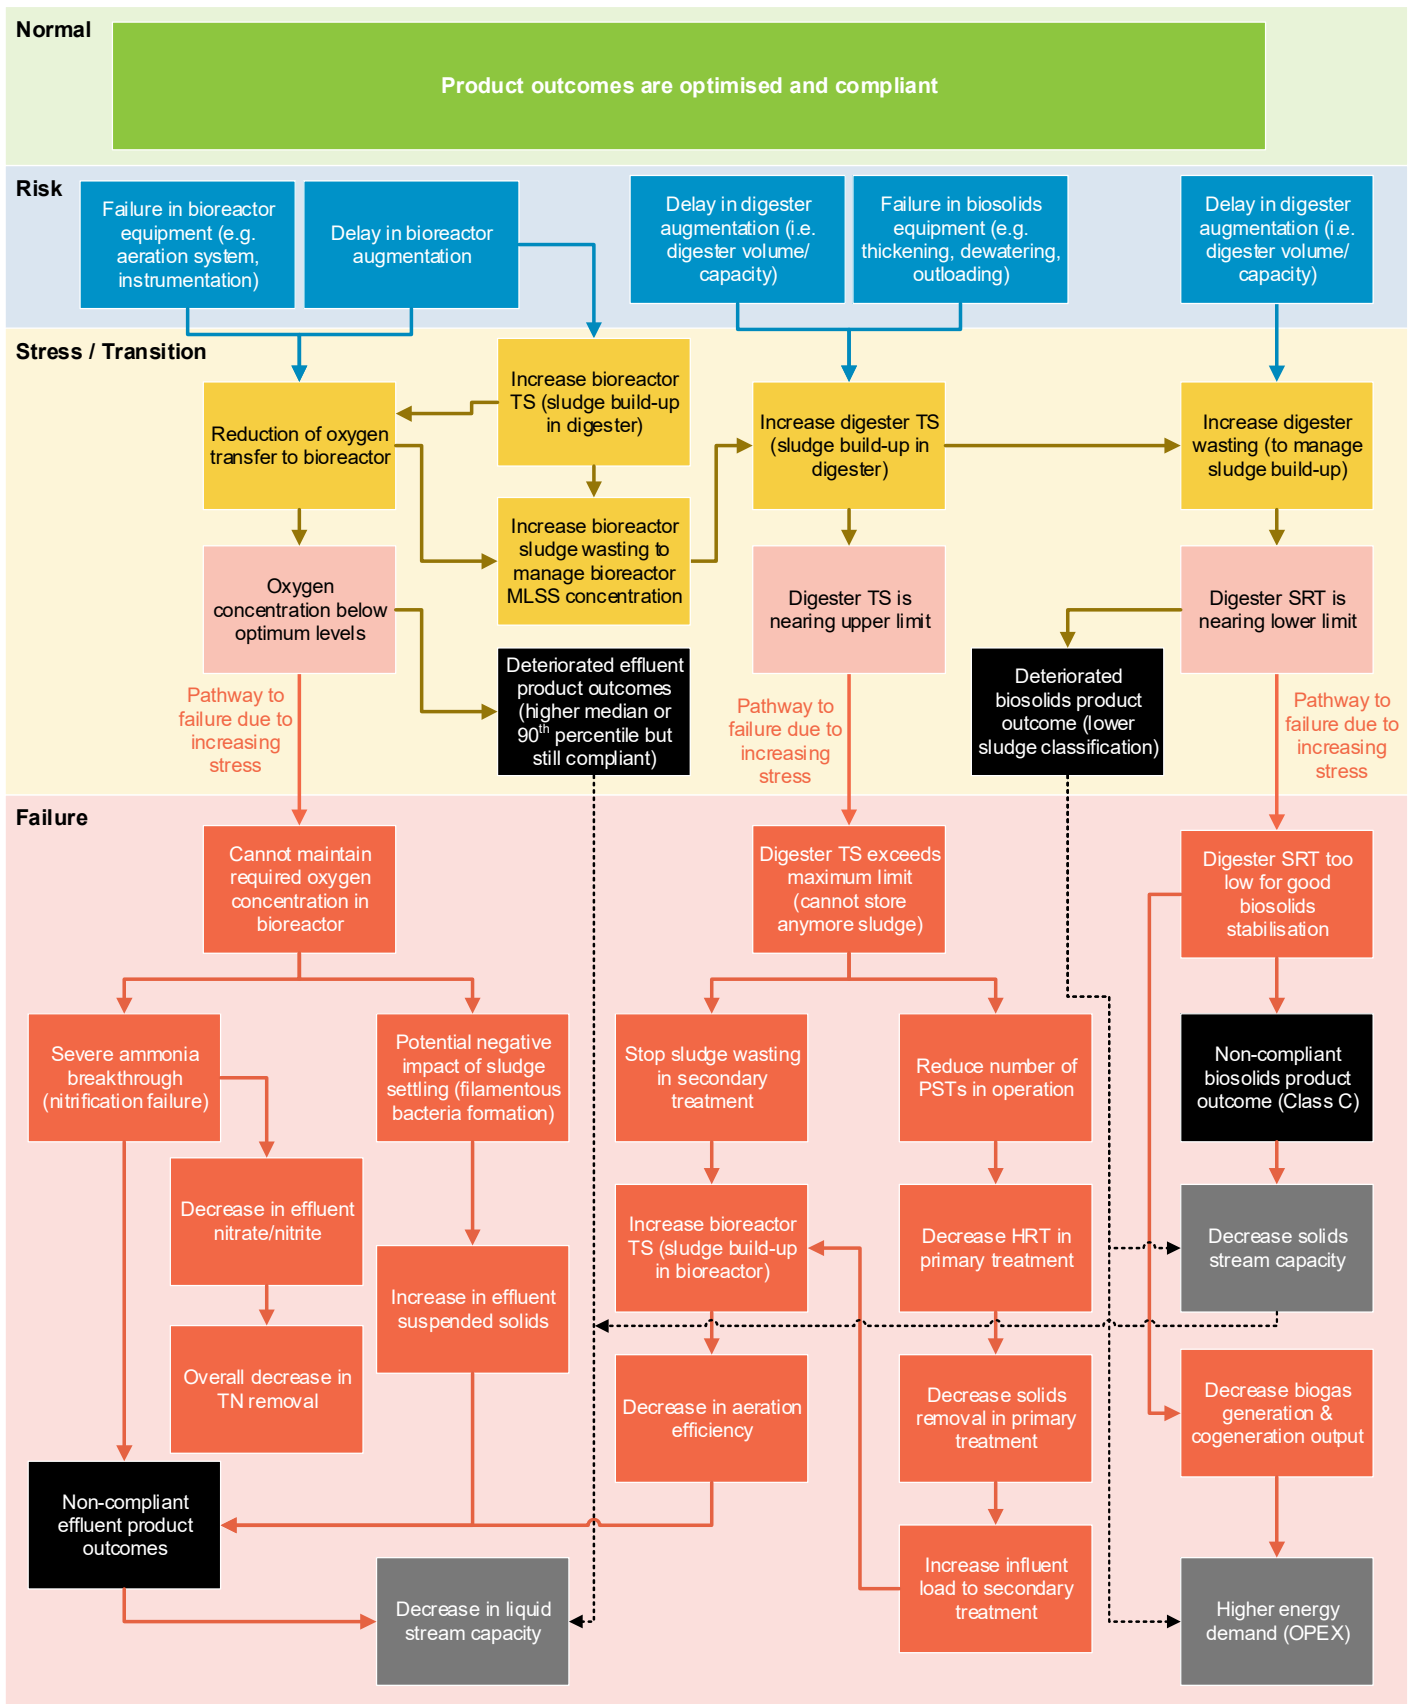 Normal
Product outcomes are optimised and compliant
Risk
Failure in bioreactor
equipment (e.g.
aeration system,
instrumentation)
Delay in bioreactor
augmentation
Delay in digester
augmentation (i.e.
digester volume/
capacity)
Failure in biosolids
equipment (e.g.
thickening, dewatering,
outloading)
Delay in digester
augmentation (i.e.
digester volume/
capacity)
Stress / Transition
Reduction of oxygen
transfer to bioreactor
Increase bioreactor
TS (sludge build-up
in digester)
Increase digester TS
(sludge build-up in
digester)
Increase digester
wasting (to manage
sludge build-up)
Increase bioreactor
sludge wasting to
manage bioreactor
MLSS concentration
Oxygen
concentration below
optimum levels
Digester TS is
nearing upper limit
Digester SRT is
nearing lower limit
Deteriorated effluent
product outcomes
(higher median or
90th percentile but
still compliant)
Deteriorated
biosolids product
outcome (lower
sludge classification)
Pathway to
failure due to
increasing
stress
Pathway to
failure due to
increasing
stress
Pathway to
failure due to
increasing
stress
Failure
Cannot maintain
required oxygen
concentration in
bioreactor
Digester TS exceeds
maximum limit
(cannot store
anymore sludge)
Digester SRT too
low for good
biosolids
stabilisation
Severe ammonia
breakthrough
(nitrification failure)
Potential negative
impact of sludge
settling (filamentous
bacteria formation)
Stop sludge wasting
in secondary
treatment
Reduce number of
PSTs in operation
Non-compliant
biosolids product
outcome (Class C)
Decrease in effluent
nitrate/nitrite
Increase bioreactor
TS (sludge build-up
in bioreactor)
Decrease HRT in
primary treatment
Decrease solids
stream capacity
Increase in effluent
suspended solids
Overall decrease in
TN removal
Decrease in aeration
efficiency
Decrease solids
removal in primary
treatment
Decrease biogas
generation &
cogeneration output
Non-compliant
effluent product
outcomes
Decrease in liquid
stream capacity
Increase influent
load to secondary
treatment
Higher energy
demand (OPEX)